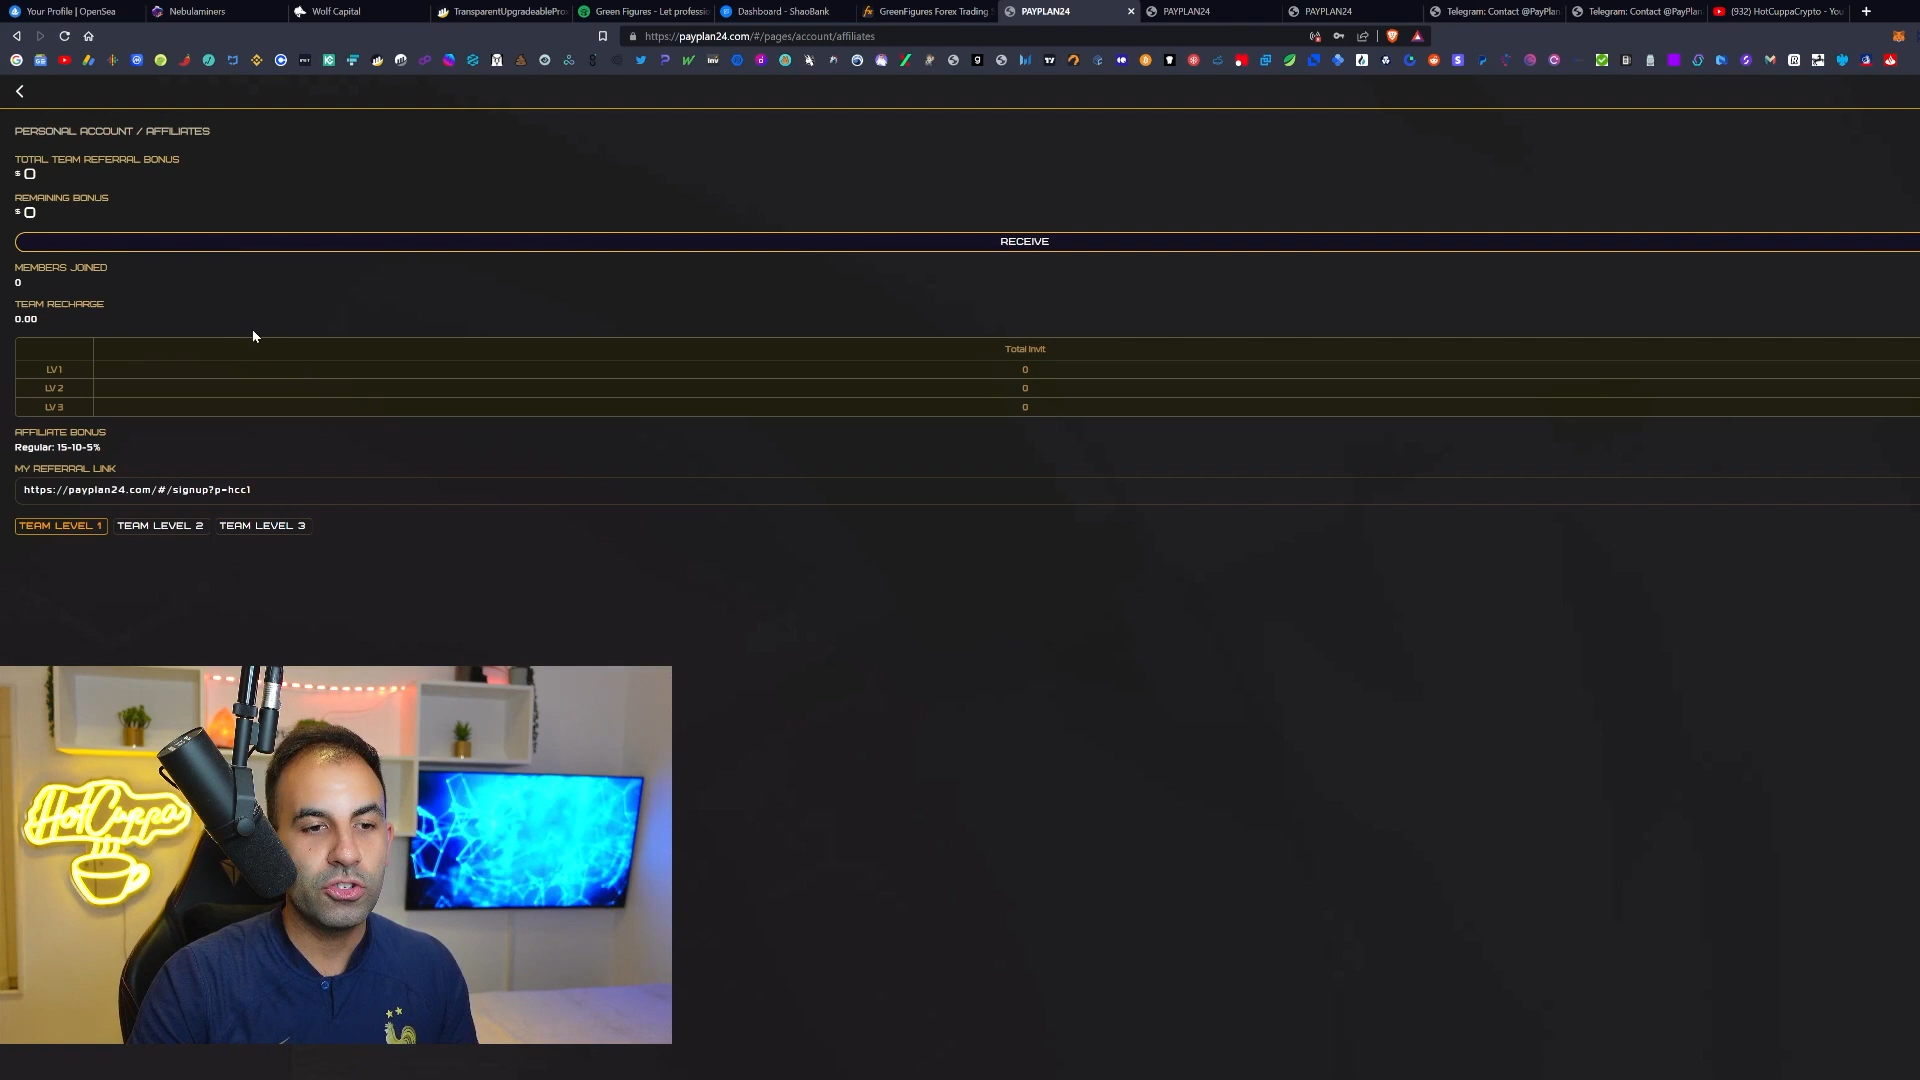 Your Profile | OpenSea
Nebulaminers
Wolf Capital
TransparentUpgradeablePro
Green Figures - Let professio
Dashboard - ShaoBank
GreenFigures Forex Trading
PAYPLAN24
PAYPLAN24
PAYPLAN24
Telegram: Contact @PayPlan
Telegram: Contact @PayPlan
(932) HotCuppaCrypto - You
https://payplan24.com/#/pages/account/affiliates
PERSONAL ACCOUNT / AFFILIATES
TOTAL TEAM REFERRAL BONUS
$ 0
REMAINING BONUS
$ 0
RECEIVE
MEMBERS JOINED
0
TEAM RECHARGE
0.00
Total Invit
LV1 0
LV 2 0
LV 3 0
AFFILIATE BONUS
Regular: 15-10-5%
MY REFERRAL LINK
https://payplan24.com/#/signup?p=hcc1
TEAM LEVEL 1 TEAM LEVEL 2 TEAM LEVEL 3
HotCuppa